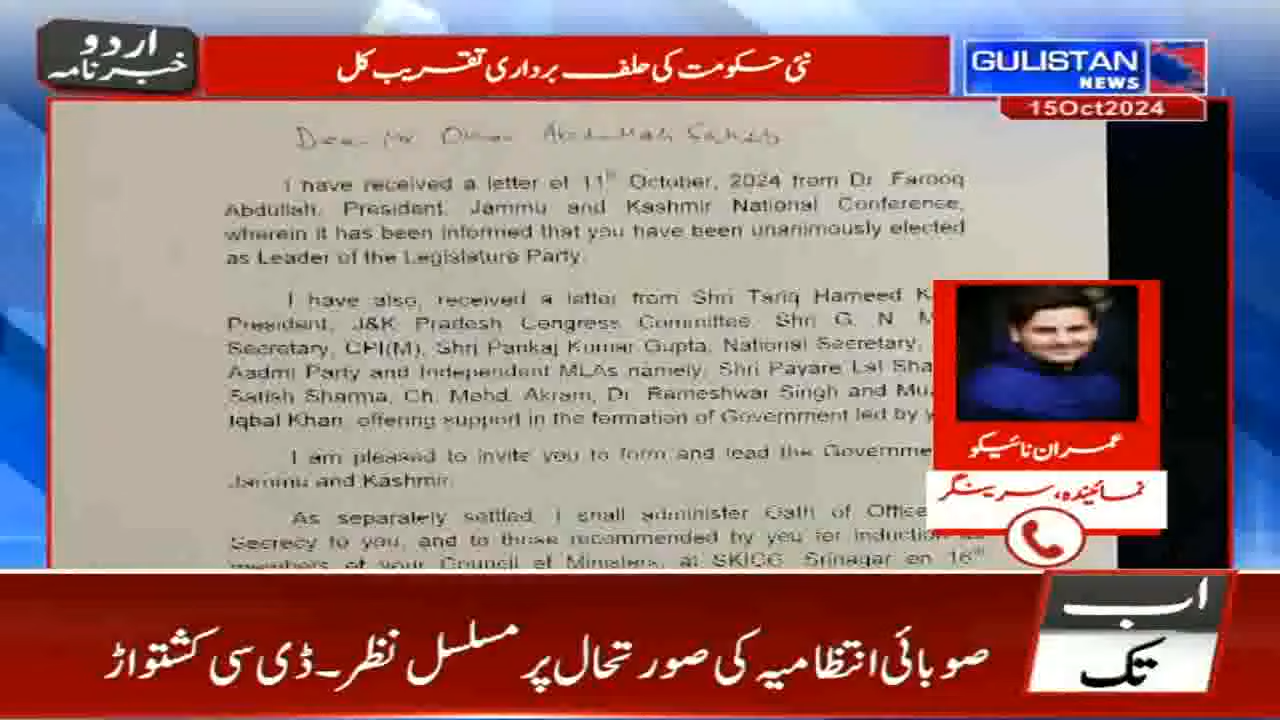 اردو
خبرنامہ
نئی حکومت کی حلف برداری تقریب کل
GULISTAN
NEWS
15Oct2024
Dear Mr Omar Abdullah Saheb
I have received a letter of 11th October, 2024 from Dr. Farooq
Abdullah, President, Jammu and Kashmir National Conference,
wherein it has been informed that you have been unanimously elected
as Leader of the Legislature Party.
I have also, received a letter from Shri Tariq Hameed K
President, J&K Pradesh Congress Committee, Shri G. N. M
Secretary, CPI(M), Shri Pankaj Kumar Gupta, National Secretary,
Aadmi Party and Independent MLAs namely, Shri Payare Lal Sha
Satish Sharma, Ch. Mohd. Akram, Dr. Rameshwar Singh and Mu
Iqbal Khan, offering support in the formation of Government led by y
I am pleased to invite you to form and lead the Governme
Jammu and Kashmir.
As separately settled, I shall administer Oath of Office
Secrecy to you, and to those recommended by you for induction as
members of your Council of Ministers, at SKICC, Srinagar on 16th
عمران نائیکو
نمائیندہ، سرینگر
اب
تک
صوبائی انتظامیہ کی صورتحال پر مسلسل نظر۔ ڈی سی کشتواڑ